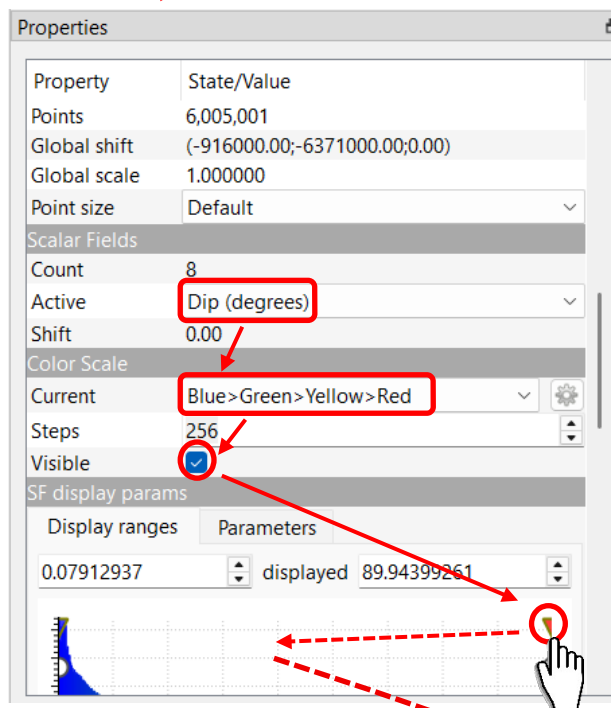 Properties
Property State/Value
Points 6,005,001
Global shift (-916000.00;-6371000.00;0.00)
Global scale 1.000000
Point size Default
Scalar Fields
Count 8
Active Dip (degrees)
Shift 0.00
Color Scale
Current Blue>Green>Yellow>Red
Steps 256
Visible
SF display params
Display ranges Parameters
0.07912937 displayed 89.94399261